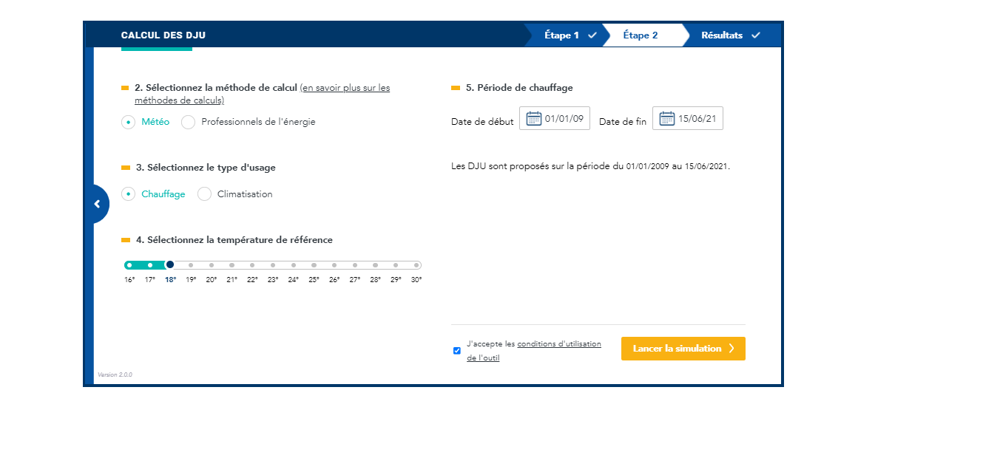 CALCUL DES DJU
Étape 1
Étape 2
Résultats
2. Sélectionnez la méthode de calcul (en savoir plus sur les
méthodes de calculs)
Météo
Professionnels de l'énergie
3. Sélectionnez le type d'usage
Chauffage
Climatisation
4. Sélectionnez la température de référence
16° 17° 18° 19° 20° 21° 22° 23° 24° 25° 26° 27° 28° 29° 30°
5. Période de chauffage
Date de début 01/01/09 Date de fin 15/06/21
Les DJU sont proposés sur la période du 01/01/2009 au 15/06/2021.
J'accepte les conditions d'utilisation
de l'outil
Lancer la simulation
Version 2.0.0